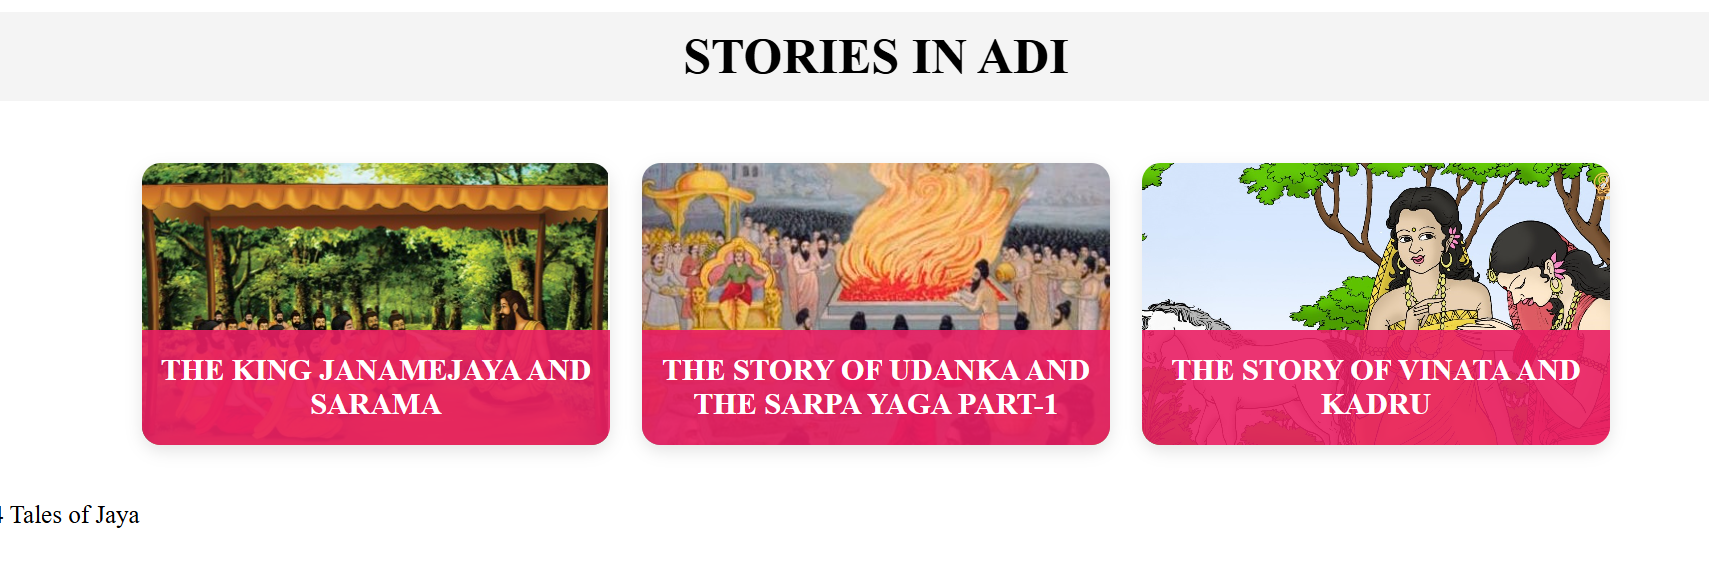 STORIES IN ADI
THE KING JANAMEJAYA AND
SARAMA
THE STORY OF UDANKA AND
THE SARPA YAGA PART-1
THE STORY OF VINATA AND
KADRU
Tales of Jaya